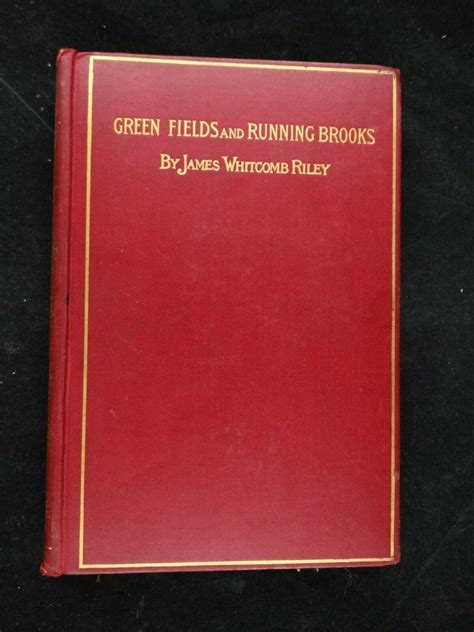 GREEN FIELDS AND RUNNING BROOKS
BY JAMES WHITCOMB RILEY